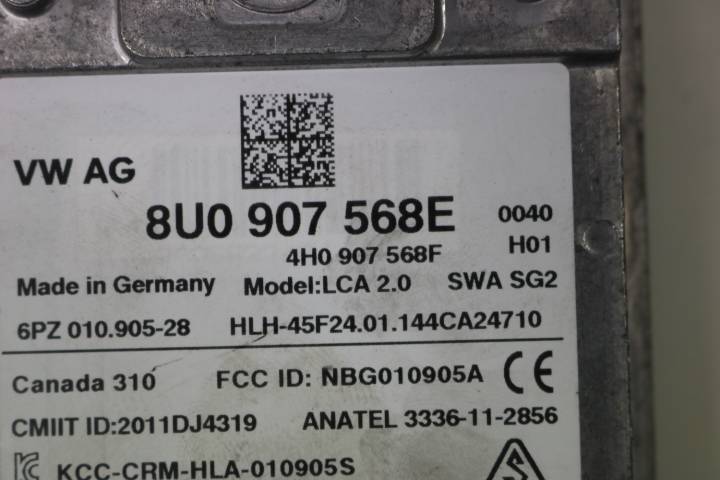 VW AG
8U0 907 568E 0040
4H0 907 568F H01
Made in Germany Model:LCA 2.0 SWA SG2
6PZ 010.905-28 HLH-45F24.01.144CA24710
Canada 310 FCC ID: NBG010905A CE
CMIIT ID:2011DJ4319 ANATEL 3336-11-2856
KCC-CRM-HLA-010905S